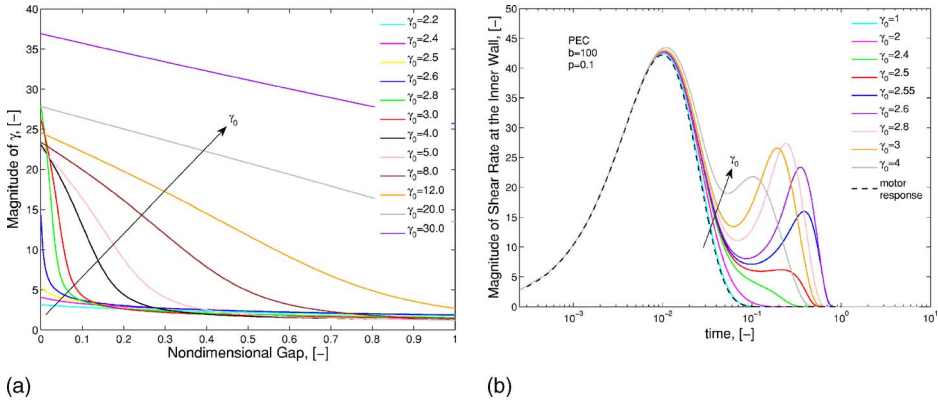 40
35
30
25
20
15
10
5
0
Magnitude of γ, [-]
0
0.1
0.2
0.3
0.4
0.5
0.6
0.7
0.8
0.9
1
Nondimensional Gap, [-]
γ0
γ0=2.2
γ0=2.4
γ0=2.5
γ0=2.6
γ0=2.8
γ0=3.0
γ0=4.0
γ0=5.0
γ0=8.0
γ0=12.0
γ0=20.0
γ0=30.0
(a)
50
45
40
35
30
25
20
15
10
5
0
Magnitude of Shear Rate at the Inner Wall, [-]
PEC
b=100
p=0.1
γ0
10−3
10−2
10−1
100
101
time, [-]
γ0=1
γ0=2
γ0=2.4
γ0=2.5
γ0=2.55
γ0=2.6
γ0=2.8
γ0=3
γ0=4
motor
response
(b)